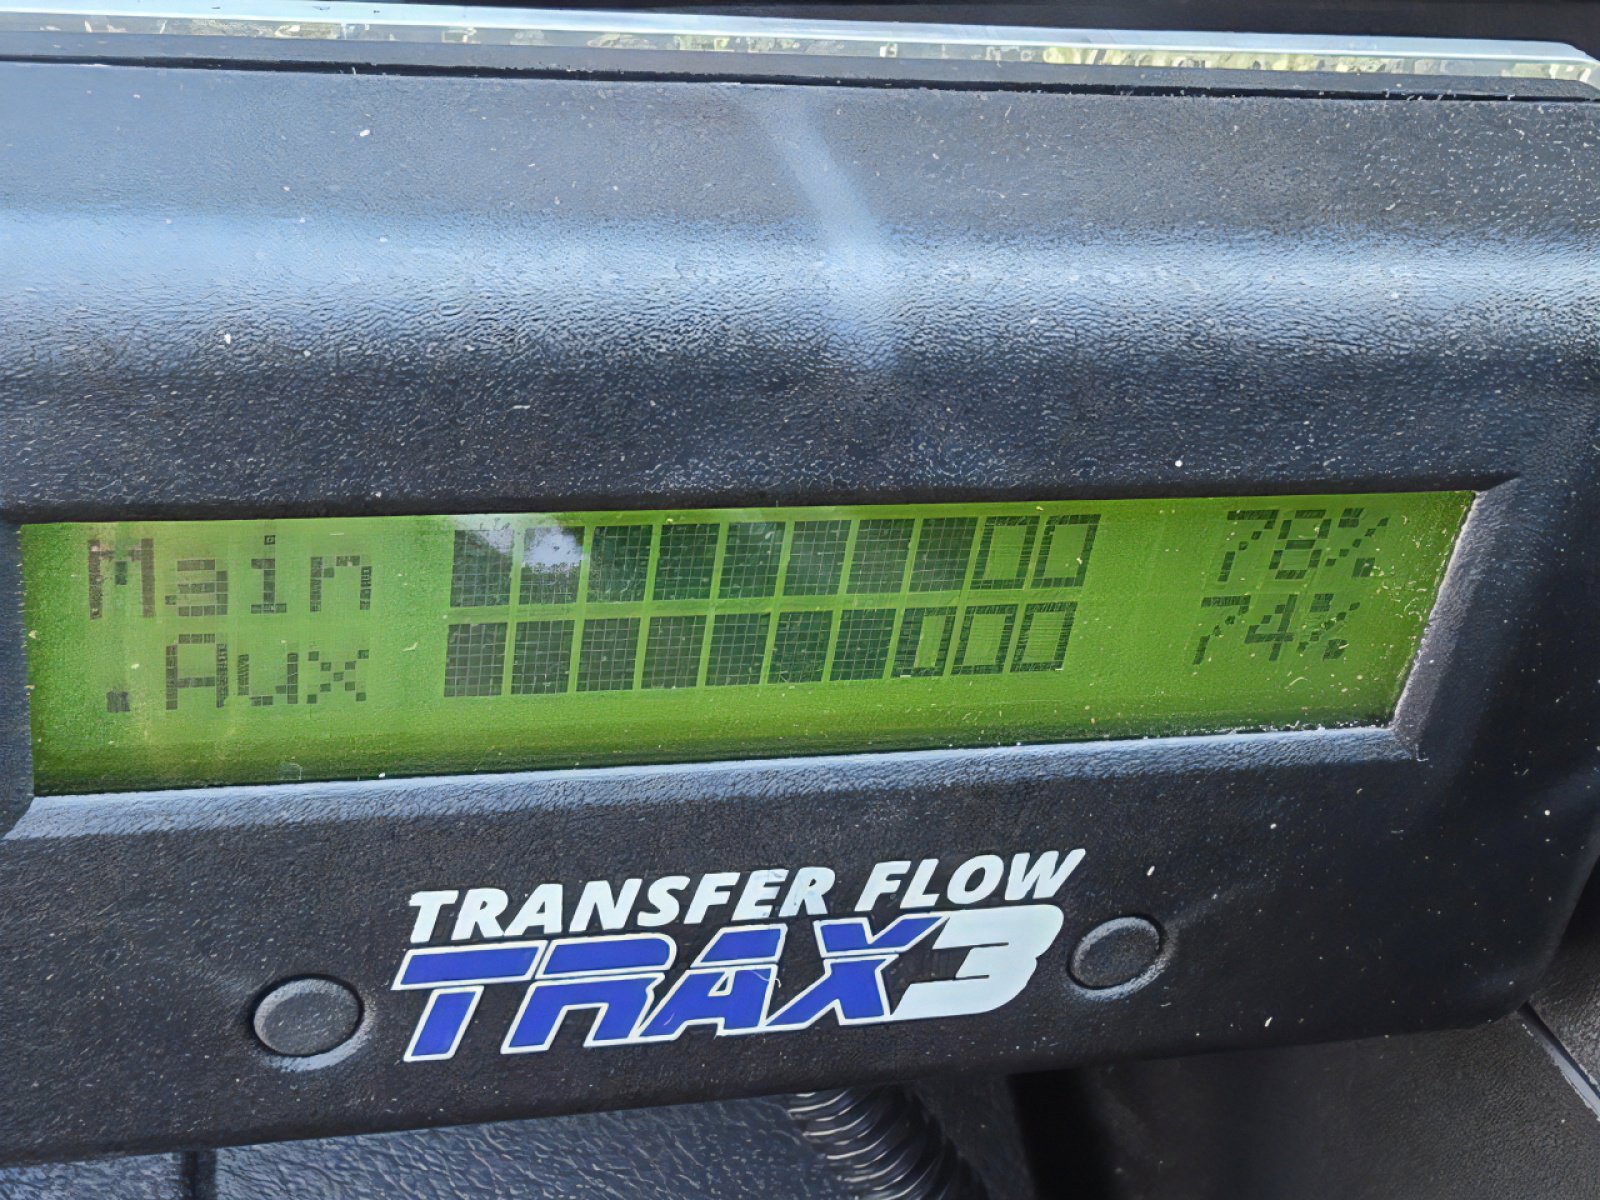 Main 78%
.Aux 74%
TRANSFER FLOW
TRAX3